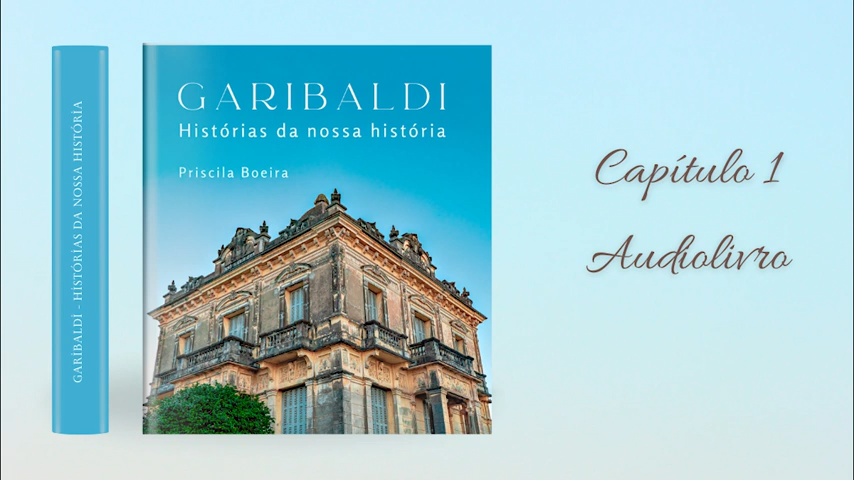 GARIBALDI - HISTÓRIAS DA NOSSA HISTÓRIA
GARIBALDI
Histórias da nossa história
Priscila Boeira
Capítulo 1
Audiolivro